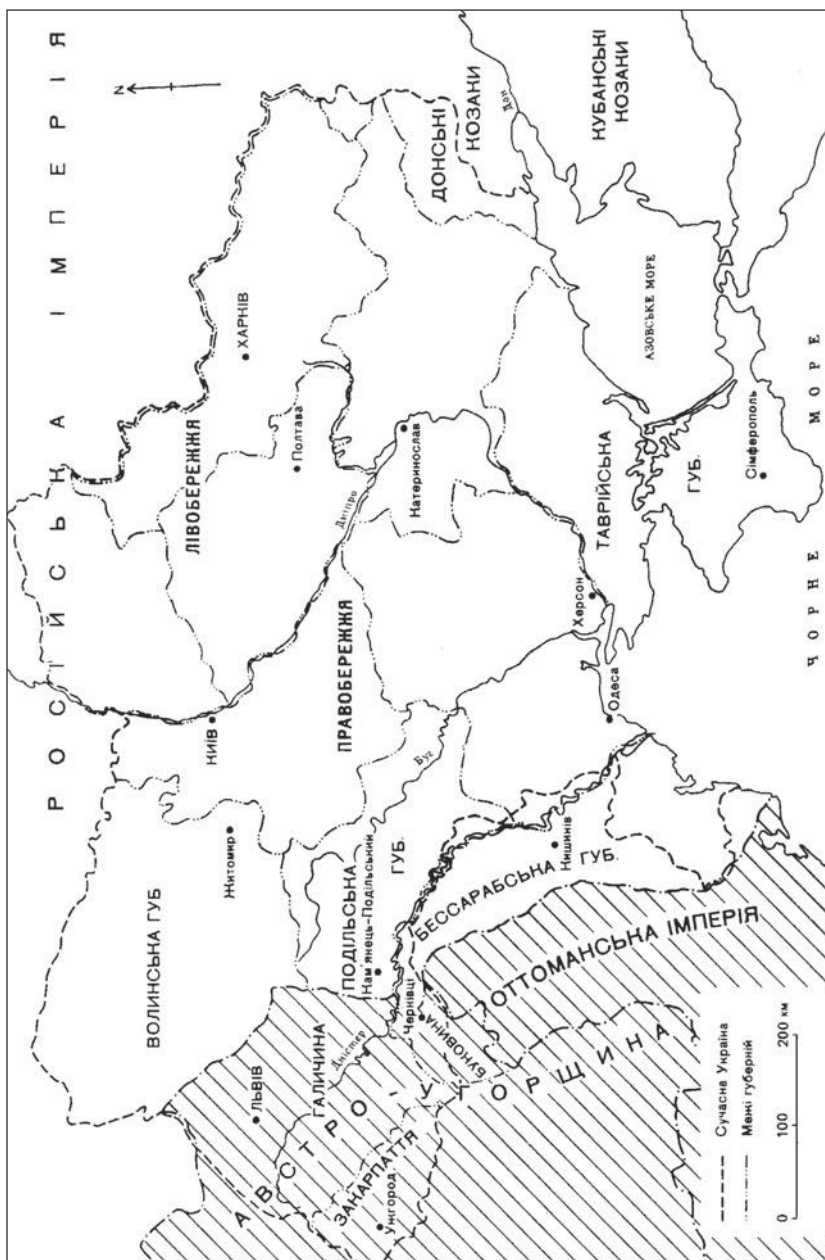 РОСІЙСЬКА ІМПЕРІЯ
N
ВОЛИНСЬКА ГУБ
Житомир
КИЇВ
ЛІВОБЕРЕЖЖЯ
ХАРКІВ
Полтава
Дніпро
ПРАВОБЕРЕЖЖЯ
Катеринослав
ДОНСЬКІ
КОЗАКИ
Дон
КУБАНСЬКІ
КОЗАКИ
ЛЬВІВ
ГАЛИЧИНА
Дністер
ПОДІЛЬСЬКА
ГУБ.
Кам'янець-Подільський
Буг
АВСТРО-УГОРЩИНА
ЗАКАРПАТТЯ
Ужгород
Чернівці
БУКОВИНА
БЕССАРАБСЬКА
ГУБ.
Кишинів
ОТТОМАНСЬКА ІМПЕРІЯ
Одеса
Херсон
ТАВРІЙСЬКА
ГУБ.
Сімферополь
АЗОВСЬКЕ МОРЕ
ЧОРНЕ МОРЕ
Сучасна Україна
Межі губерній
0 100 200 км